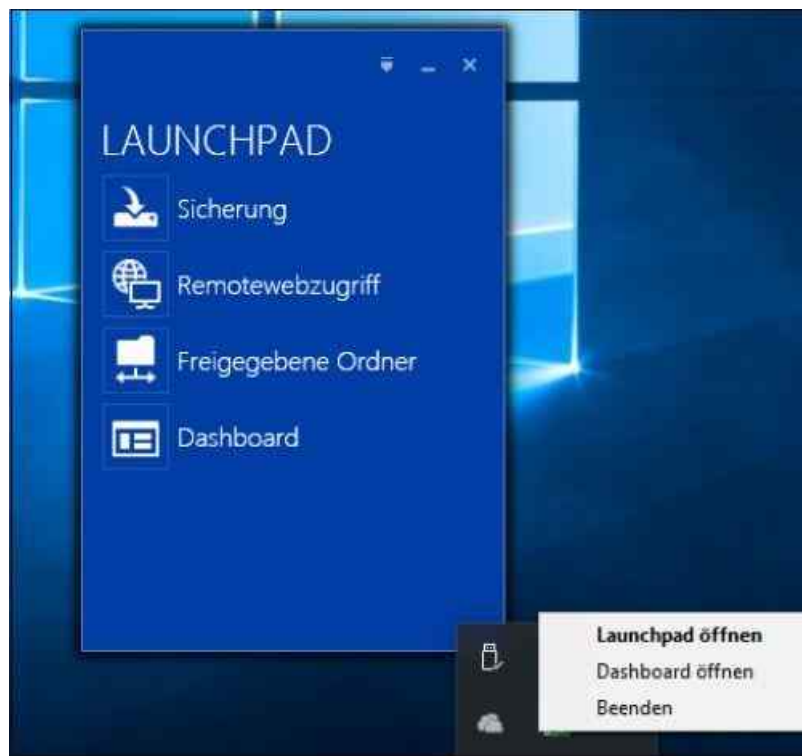 LAUNCHPAD
Sicherung
Remotewebzugriff
Freigegebene Ordner
Dashboard
Launchpad öffnen
Dashboard öffnen
Beenden